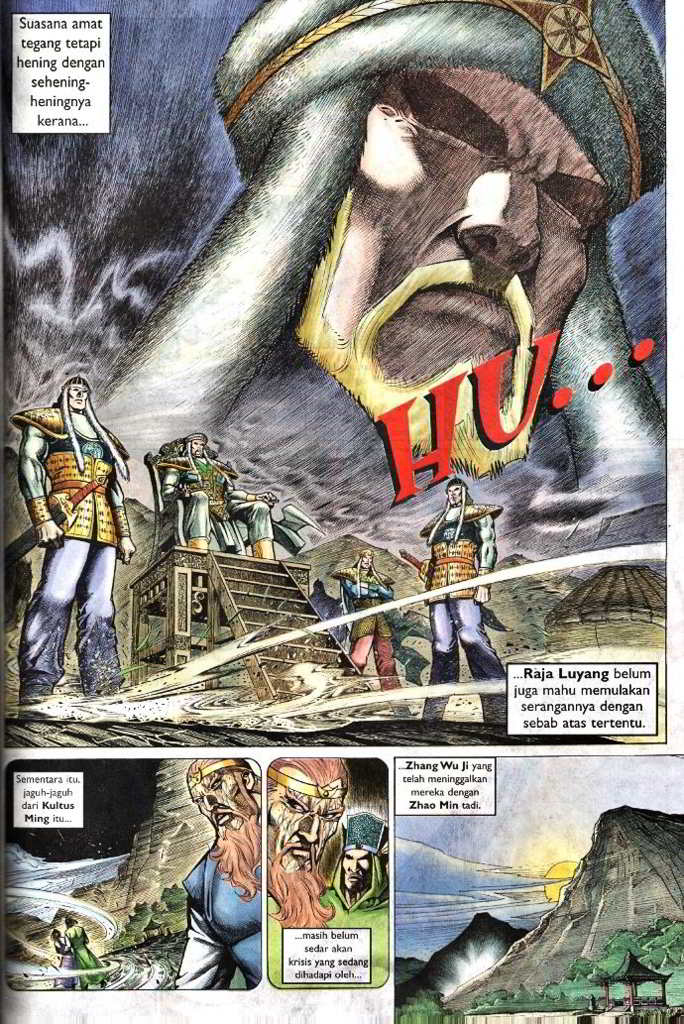 Suasana amat
tegang tetapi
hening dengan
sehening-
heningnya
kerana...
HU...
...Raja Luyang belum
juga mahu memulakan
serangannya dengan
sebab atas tertentu.
Sementara itu,
jaguh-jaguh
dari Kultus
Ming itu...
...masih belum
sedar akan
krisis yang sedang
dihadapi oleh...
...Zhang Wu Ji yang
telah meninggalkan
mereka dengan
Zhao Min tadi.